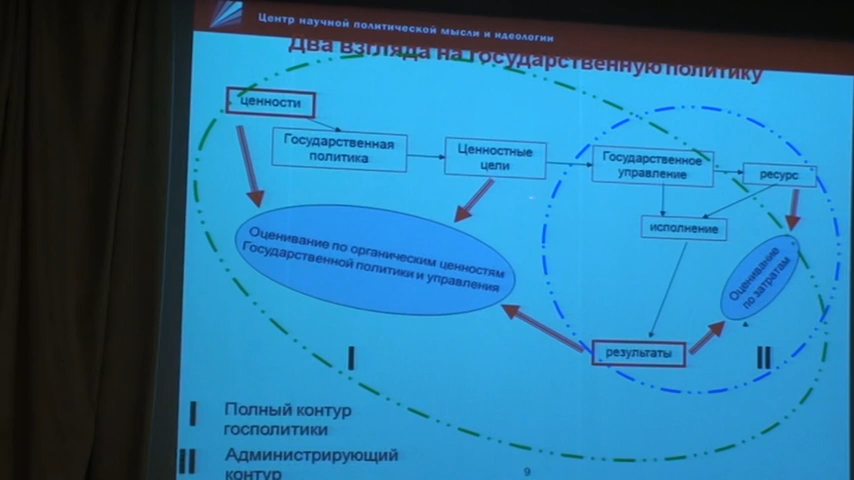 Центр научной политической мысли и идеологии
Два взгляда на государственную политику
ценности
Государственная
политика
Ценностные
цели
Государственное
управление
ресурс
исполнение
Оценивание по органическим ценностям
Государственной политики и управления
Оценивание
по затратам
результаты
I
II
I
Полный контур
госполитики
II
Администрирующий
контур
9